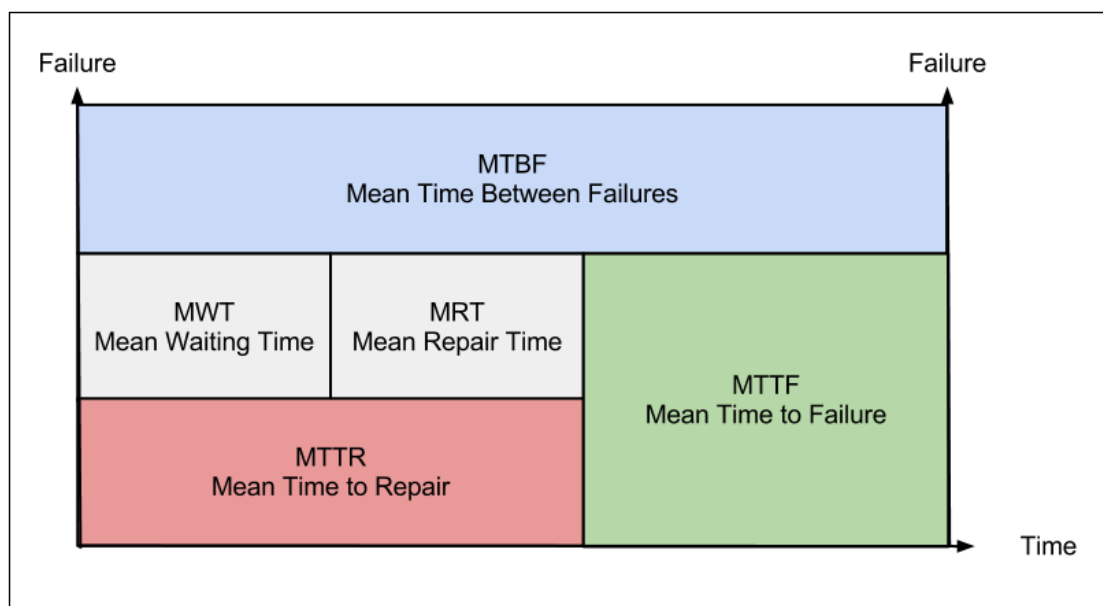 Failure
Failure
MTBF
Mean Time Between Failures
MWT
Mean Waiting Time
MRT
Mean Repair Time
MTTF
Mean Time to Failure
MTTR
Mean Time to Repair
Time